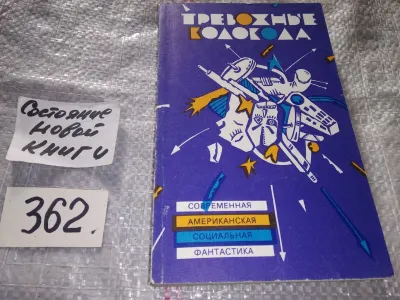 ТРЕВОЖНЫЕ
КОЛОКОЛА
Состояние
новой
книги
362.
СОВРЕМЕННАЯ
АМЕРИКАНСКАЯ
СОЦИАЛЬНАЯ
ФАНТАСТИКА